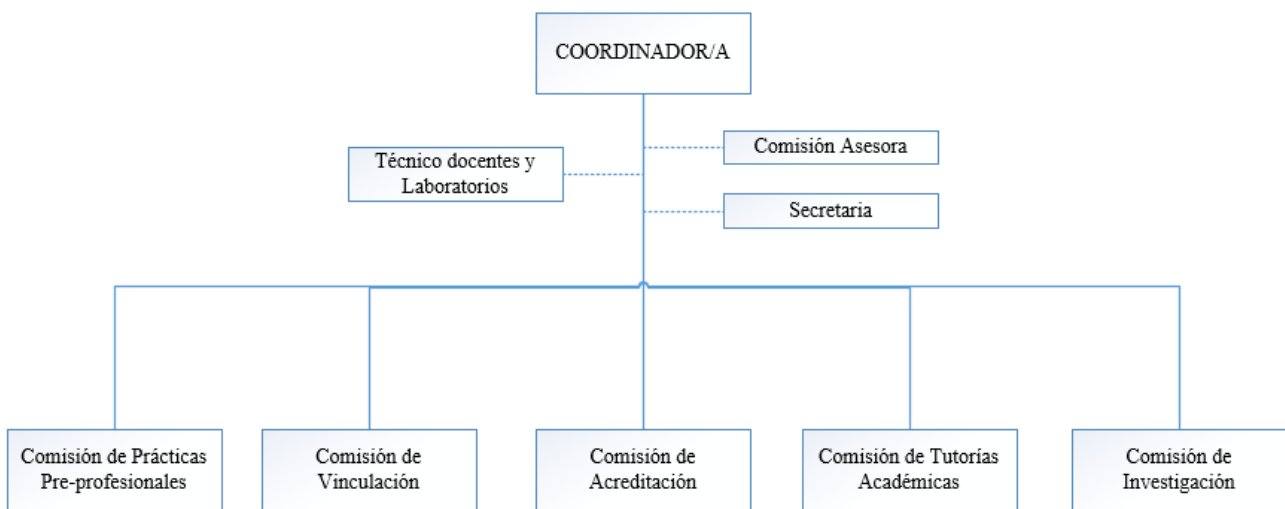 COORDINADOR/A
Comisión Asesora
Técnico docentes y
Laboratorios
Secretaria
Comisión de Prácticas
Pre-profesionales
Comisión de
Vinculación
Comisión de
Acreditación
Comisión de Tutorías
Académicas
Comisión de
Investigación